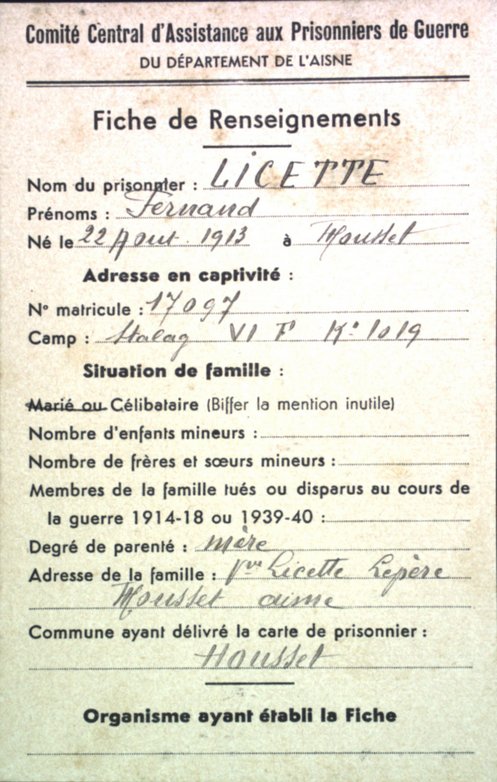 Comité Central d'Assistance aux Prisonniers de Guerre
DU DÉPARTEMENT DE L'AISNE
Fiche de Renseignements
Nom du prisonnier : LICETTE
Prénoms : Fernand
Né le 22 Aout 1913 à Housset
Adresse en captivité :
N° matricule : 17097
Camp : Stalag VI F K° 1019
Situation de famille :
Marié ou Célibataire (Biffer la mention inutile)
Nombre d'enfants mineurs :
Nombre de frères et sœurs mineurs :
Membres de la famille tués ou disparus au cours de
la guerre 1914-18 ou 1939-40 :
Degré de parenté : mère
Adresse de la famille : Vve Licette Lepère
Housset aisne
Commune ayant délivré la carte de prisonnier :
Housset
Organisme ayant établi la Fiche